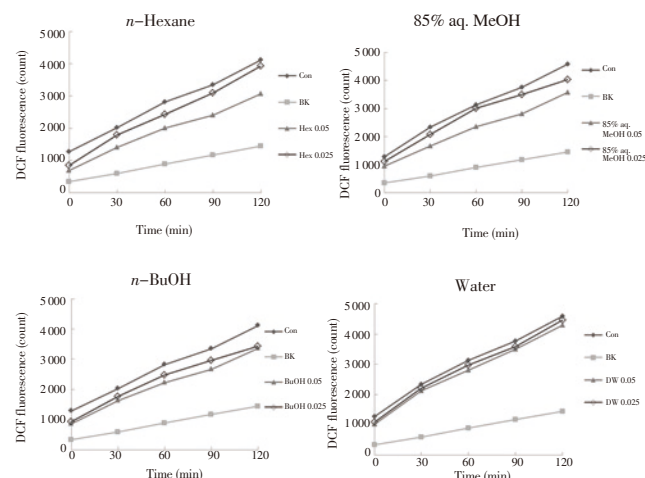 n-Hexane
5 000
4000
3000
2000
1 000
0
DCF fluorescence (count)
0 30 60 90 120
Time (min)
Con
BK
Hex 0.05
Hex 0.025
85% aq. MeOH
5 000
4 000
3 000
2 000
1 000
0
DCF fluorescence (count)
0 30 60 90 120
Time (min)
Con
BK
85% aq.
MeOH 0.05
85% aq.
MeOH 0.025
n-BuOH
5 000
4 000
3 000
2 000
1 000
0
DCF fluorescence (count)
0 30 60 90 120
Time (min)
Con
BK
BuOH 0.05
BuOH 0.025
Water
5 000
4 000
3 000
2 000
1 000
0
DCF fluorescence (count)
0 30 60 90 120
Time (min)
Con
BK
DW 0.05
DW 0.025